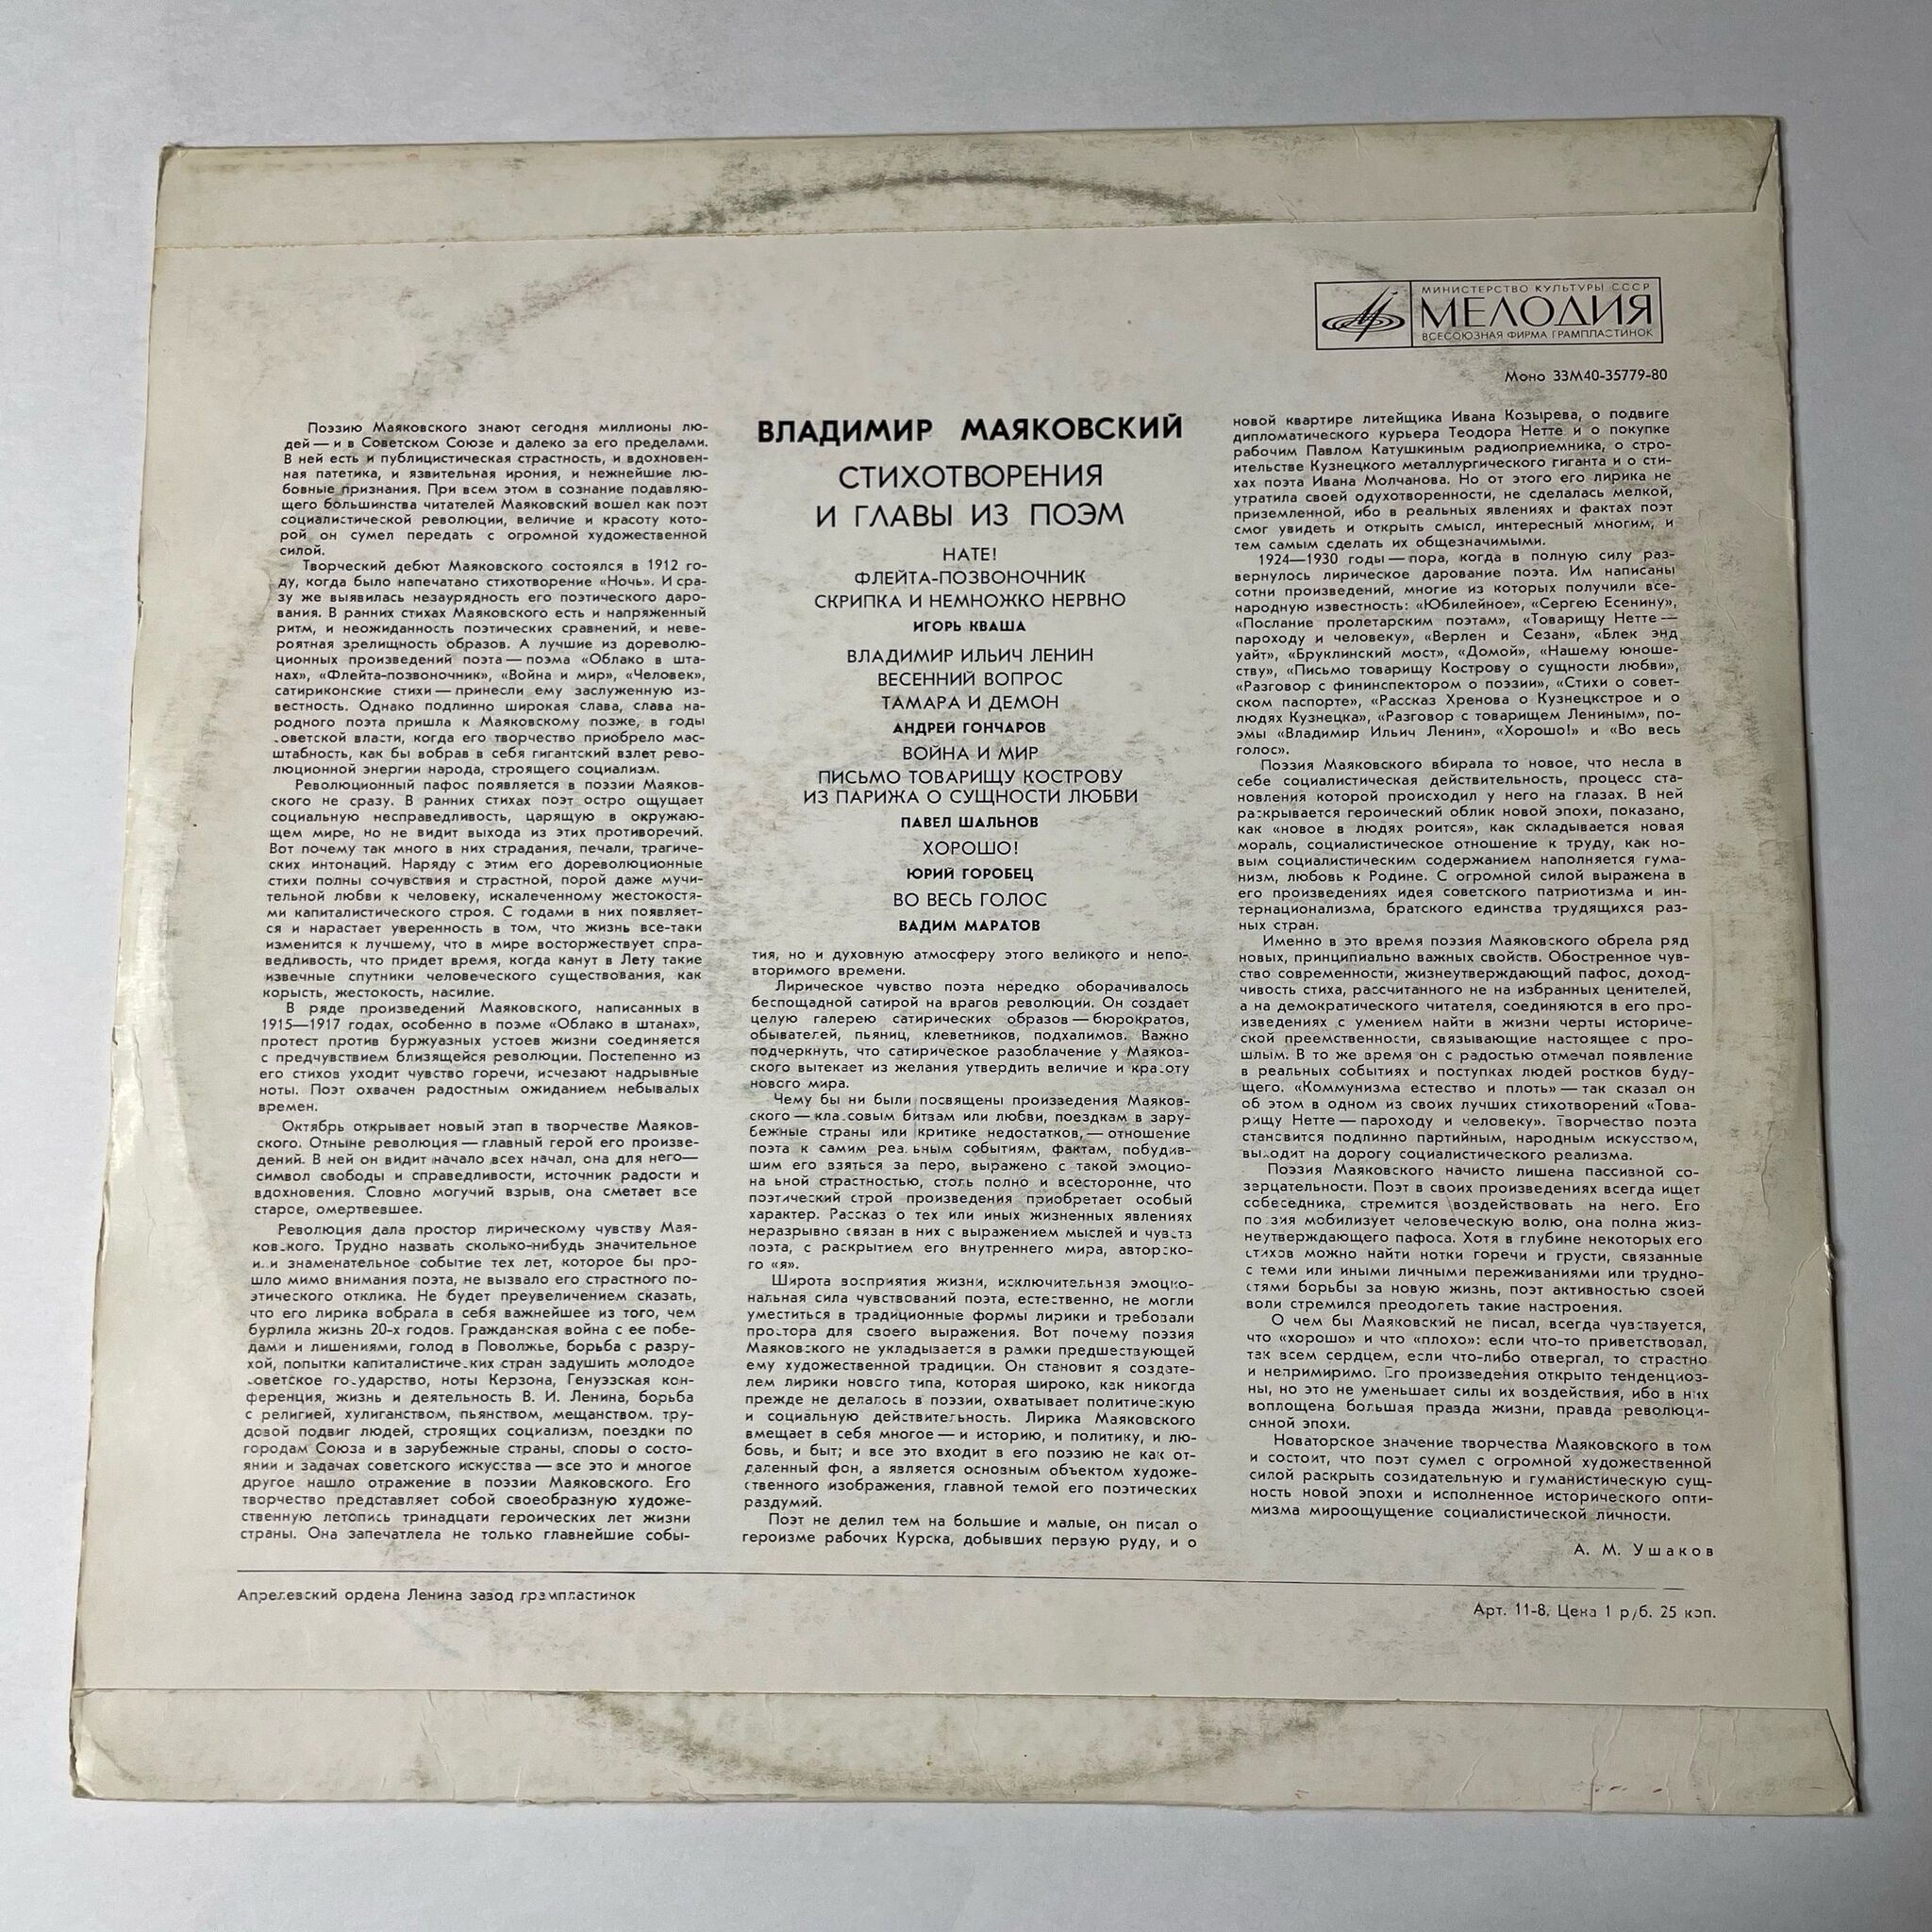 МИНИСТЕРСТВО КУЛЬТУРЫ СССР
МЕЛОДИЯ
ВСЕСОЮЗНАЯ ФИРМА ГРАМПЛАСТИНОК
Моно 33М40-35779-80
Поэзию Маяковского знают сегодня миллионы лю-
дей — и в Советском Союзе и далеко за его пределами.
В ней есть и публицистическая страстность, и вдохновен-
ная патетика, и язвительная ирония, и нежнейшие лю-
бовные признания. При всем этом в сознание подавляю-
щего большинства читателей Маяковский вошел как поэт
социалистической революции, величие и красоту кото-
рой он сумел передать с огромной художественной
силой.
Творческий дебют Маяковского состоялся в 1912 го-
ду, когда было напечатано стихотворение «Ночь». И сра-
зу же выявилась незаурядность его поэтического даро-
вания. В ранних стихах Маяковского есть и напряженный
ритм, и неожиданность поэтических сравнений, и неве-
роятная зрелищность образов. А лучшие из дореволю-
ционных произведений поэта — поэма «Облако в шта-
нах», «Флейта-позвоночник», «Война и мир», «Человек»,
сатириконские стихи — принесли ему заслуженную из-
вестность. Однако подлинно широкая слава, слава на-
родного поэта пришла к Маяковскому позже, в годы
советской власти, когда его творчество приобрело мас-
штабность, как бы вобрав в себя гигантский взлет рево-
люционной энергии народа, строящего социализм.
Революционный пафос появляется в поэзии Маяков-
ского не сразу. В ранних стихах поэт остро ощущает
социальную несправедливость, царящую в окружаю-
щем мире, но не видит выхода из этих противоречий.
Вот почему так много в них страдания, печали, трагиче-
ских интонаций. Наряду с этим его дореволюционные
стихи полны сочувствия и страстной, порой даже мучи-
тельной любви к человеку, искалеченному жестокостя-
ми капиталистического строя. С годами в них появляет-
ся и нарастает уверенность в том, что жизнь все-таки
изменится к лучшему, что в мире восторжествует спра-
ведливость, что придет время, когда канут в Лету такие
извечные спутники человеческого существования, как
корысть, жестокость, насилие.
В ряде произведений Маяковского, написанных в
1915—1917 годах, особенно в поэме «Облако в штанах»,
протест против буржуазных устоев жизни соединяется
с предчувствием близящейся революции. Постепенно из
его стихов уходит чувство горечи, исчезают надрывные
ноты. Поэт охвачен радостным ожиданием небывалых
времен.
Октябрь открывает новый этап в творчестве Маяков-
ского. Отныне революция — главный герой его произве-
дений. В ней он видит начало всех начал, она для него—
символ свободы и справедливости, источник радости и
вдохновения. Словно могучий взрыв, она сметает все
старое, омертвевшее.
Революция дала простор лирическому чувству Мая-
ковского. Трудно назвать сколько-нибудь значительное
и знаменательное событие тех лет, которое бы про-
шло мимо внимания поэта, не вызвало его страстного по-
этического отклика. Не будет преувеличением сказать,
что его лирика вобрала в себя важнейшее из того, чем
бурлила жизнь 20-х годов. Гражданская война с ее побе-
дами и лишениями, голод в Поволжье, борьба с разру-
хой, попытки капиталистических стран задушить молодое
советское государство, ноты Керзона, Генуэзская кон-
ференция, жизнь и деятельность В. И. Ленина, борьба
с религией, хулиганством, пьянством, мещанством. тру-
довой подвиг людей, строящих социализм, поездки по
городам Союза и в зарубежные страны, споры о состо-
янии и задачах советского искусства — все это и многое
другое нашло отражение в поэзии Маяковского. Его
творчество представляет собой своеобразную художе-
ственную летопись тринадцати героических лет жизни
страны. Она запечатлела не только главнейшие собы-
ВЛАДИМИР МАЯКОВСКИЙ
СТИХОТВОРЕНИЯ
И ГЛАВЫ ИЗ ПОЭМ
НАТЕ!
ФЛЕЙТА-ПОЗВОНОЧНИК
СКРИПКА И НЕМНОЖКО НЕРВНО
ИГОРЬ КВАША
ВЛАДИМИР ИЛЬИЧ ЛЕНИН
ВЕСЕННИЙ ВОПРОС
ТАМАРА И ДЕМОН
АНДРЕЙ ГОНЧАРОВ
ВОЙНА И МИР
ПИСЬМО ТОВАРИЩУ КОСТРОВУ
ИЗ ПАРИЖА О СУЩНОСТИ ЛЮБВИ
ПАВЕЛ ШАЛЬНОВ
ХОРОШО!
ЮРИЙ ГОРОБЕЦ
ВО ВЕСЬ ГОЛОС
ВАДИМ МАРАТОВ
тия, но и духовную атмосферу этого великого и непо-
вторимого времени.
Лирическое чувство поэта нередко оборачивалось
беспощадной сатирой на врагов революции. Он создает
целую галерею сатирических образов — бюрократов,
обывателей, пьяниц, клеветников, подхалимов. Важно
подчеркнуть, что сатирическое разоблачение у Маяков-
ского вытекает из желания утвердить величие и красоту
нового мира.
Чему бы ни были посвящены произведения Маяков-
ского — классовым битвам или любви, поездкам в зару-
бежные страны или критике недостатков, — отношение
поэта к самим реальным событиям, фактам, побудив-
шим его взяться за перо, выражено с такой эмоцио-
нальной страстностью, столь полно и всесторонне, что
поэтический строй произведения приобретает особый
характер. Рассказ о тех или иных жизненных явлениях
неразрывно связан в них с выражением мыслей и чувств
поэта, с раскрытием его внутреннего мира, авторско-
го «я».
Широта восприятия жизни, исключительная эмоцио-
нальная сила чувствований поэта, естественно, не могли
уместиться в традиционные формы лирики и требовали
простора для своего выражения. Вот почему поэзия
Маяковского не укладывается в рамки предшествующей
ему художественной традиции. Он становится создате-
лем лирики нового типа, которая широко, как никогда
прежде не делалось в поэзии, охватывает политическую
и социальную действительность. Лирика Маяковского
вмещает в себя многое — и историю, и политику, и лю-
бовь, и быт; и все это входит в его поэзию не как от-
даленный фон, а является основным объектом художе-
ственного изображения, главной темой его поэтических
раздумий.
Поэт не делил тем на большие и малые, он писал о
героизме рабочих Курска, добывших первую руду, и о
новой квартире литейщика Ивана Козырева, о подвиге
дипломатического курьера Теодора Нетте и о покупке
рабочим Павлом Катушкиным радиоприемника, о стро-
ительстве Кузнецкого металлургического гиганта и о сти-
хах поэта Ивана Молчанова. Но от этого его лирика не
утратила своей одухотворенности, не сделалась мелкой,
приземленной, ибо в реальных явлениях и фактах поэт
смог увидеть и открыть смысл, интересный многим, и
тем самым сделать их общезначимыми.
1924—1930 годы — пора, когда в полную силу раз-
вернулось лирическое дарование поэта. Им написаны
сотни произведений, многие из которых получили все-
народную известность: «Юбилейное», «Сергею Есенину»,
«Послание пролетарским поэтам», «Товарищу Нетте —
пароходу и человеку», «Верлен и Сезан», «Блек энд
уайт», «Бруклинский мост», «Домой», «Нашему юноше-
ству», «Письмо товарищу Кострову о сущности любви»,
«Разговор с фининспектором о поэзии», «Стихи о совет-
ском паспорте», «Рассказ Хренова о Кузнецкстрое и о
людях Кузнецка», «Разговор с товарищем Лениным», по-
эмы «Владимир Ильич Ленин», «Хорошо!» и «Во весь
голос».
Поэзия Маяковского вбирала то новое, что несла в
себе социалистическая действительность, процесс ста-
новления которой происходил у него на глазах. В ней
раскрывается героический облик новой эпохи, показано,
как «новое в людях роится», как складывается новая
мораль, социалистическое отношение к труду, как но-
вым социалистическим содержанием наполняется гума-
низм, любовь к Родине. С огромной силой выражена в
его произведениях идея советского патриотизма и ин-
тернационализма, братского единства трудящихся раз-
ных стран.
Именно в это время поэзия Маяковского обрела ряд
новых, принципиально важных свойств. Обостренное чув-
ство современности, жизнеутверждающий пафос, доход-
чивость стиха, рассчитанного не на избранных ценителей,
а на демократического читателя, соединяются в его про-
изведениях с умением найти в жизни черты историче-
ской преемственности, связывающие настоящее с про-
шлым. В то же время он с радостью отмечал появление
в реальных событиях и поступках людей ростков буду-
щего. «Коммунизма естество и плоть» — так сказал он
об этом в одном из своих лучших стихотворений «Това-
рищу Нетте — пароходу и человеку». Творчество поэта
становится подлинно партийным, народным искусством,
выходит на дорогу социалистического реализма.
Поэзия Маяковского начисто лишена пассивной со-
зерцательности. Поэт в своих произведениях всегда ищет
собеседника, стремится воздействовать на него. Его
поэзия мобилизует человеческую волю, она полна жиз-
неутверждающего пафоса. Хотя в глубине некоторых его
стихов можно найти нотки горечи и грусти, связанные
с теми или иными личными переживаниями или трудно-
стями борьбы за новую жизнь, поэт активностью своей
воли стремился преодолеть такие настроения.
О чем бы Маяковский не писал, всегда чувствуется,
что «хорошо» и что «плохо»: если что-то приветствовал,
так всем сердцем, если что-либо отвергал, то страстно
и непримиримо. Его произведения открыто тенденциоз-
ны, но это не уменьшает силы их воздействия, ибо в них
воплощена большая правда жизни, правда революци-
онной эпохи.
Новаторское значение творчества Маяковского в том
и состоит, что поэт сумел с огромной художественной
силой раскрыть созидательную и гуманистическую сущ-
ность новой эпохи и исполненное исторического опти-
мизма мироощущение социалистической личности.
А. М. Ушаков
Апрелевский ордена Ленина завод грампластинок
Арт. 11-8. Цена 1 руб. 25 коп.